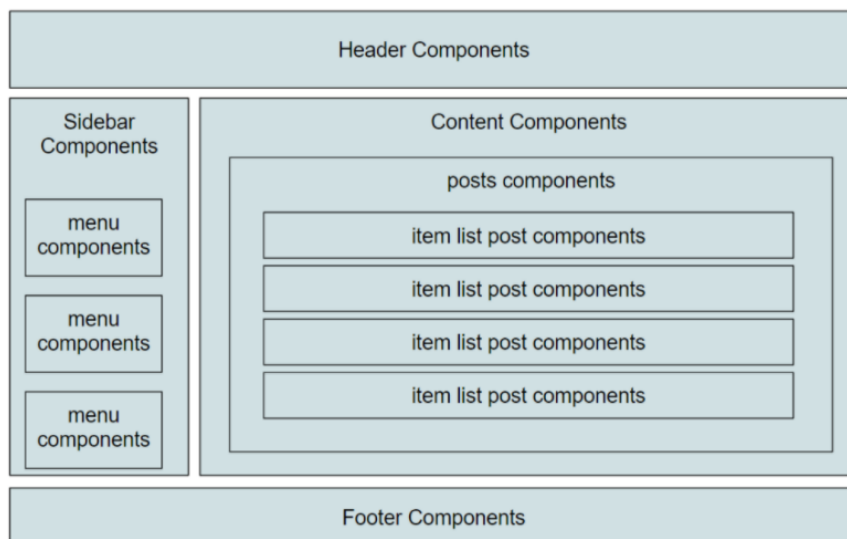 Header Components
Sidebar
Components
menu
components
menu
components
menu
components
Content Components
posts components
item list post components
item list post components
item list post components
item list post components
Footer Components